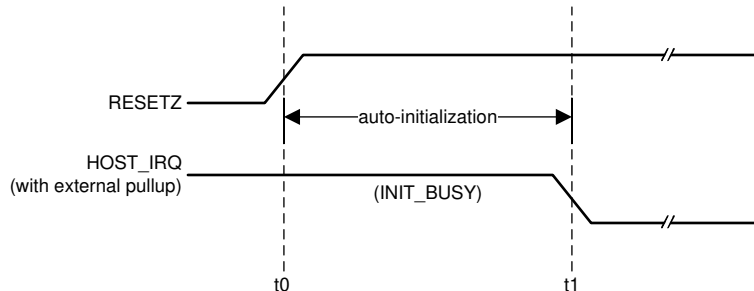 RESETZ
auto-initialization
HOST_IRQ
(with external pullup)
(INIT_BUSY)
t0
t1